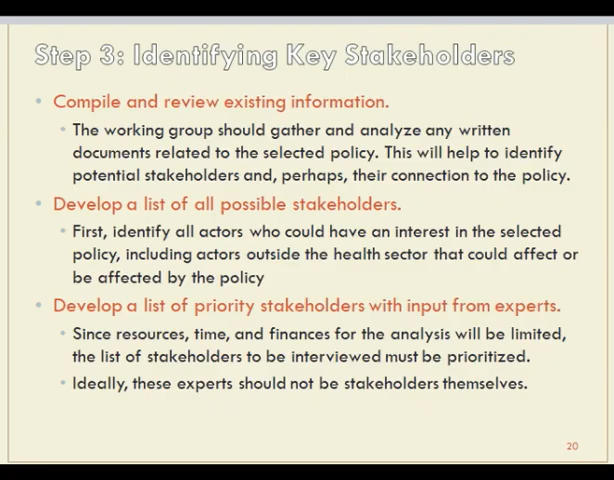 Step 3: Identifying Key Stakeholders
• Compile and review existing information.
• The working group should gather and analyze any written
documents related to the selected policy. This will help to identify
potential stakeholders and, perhaps, their connection to the policy.
• Develop a list of all possible stakeholders.
• First, identify all actors who could have an interest in the selected
policy, including actors outside the health sector that could affect or
be affected by the policy
• Develop a list of priority stakeholders with input from experts.
• Since resources, time, and finances for the analysis will be limited,
the list of stakeholders to be interviewed must be prioritized.
• Ideally, these experts should not be stakeholders themselves.
20